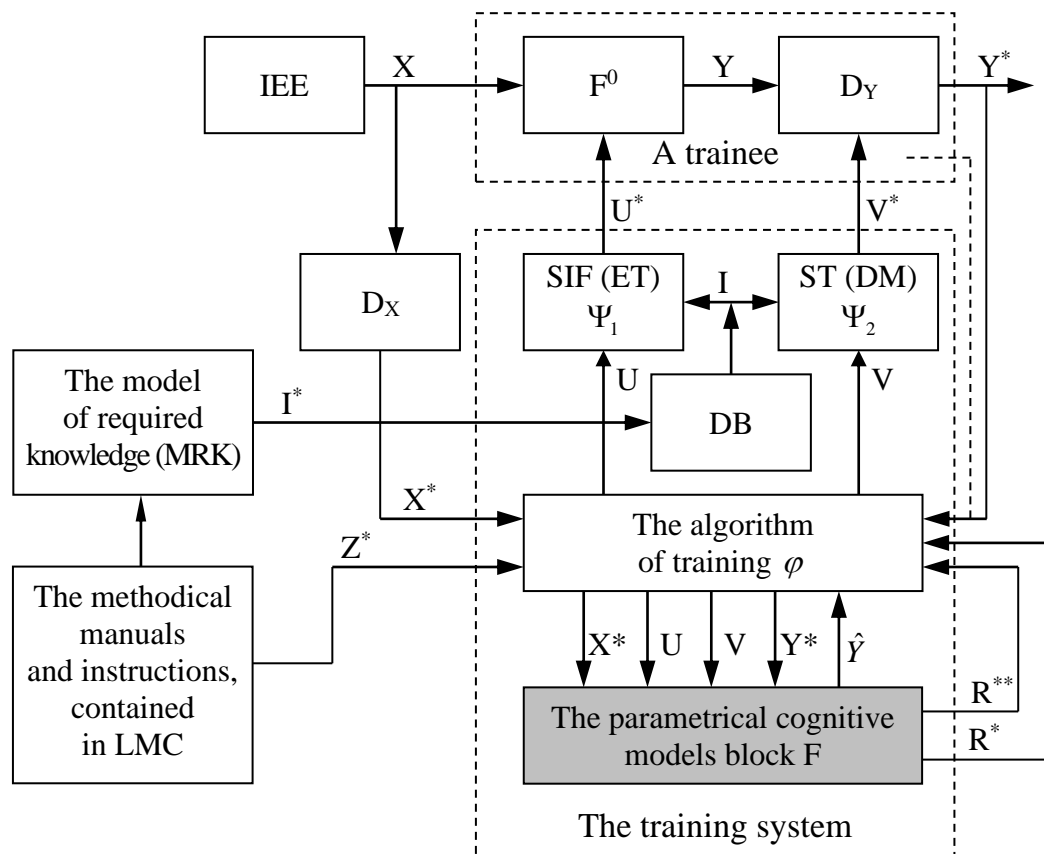 IEE
X
F⁰
Y
D_Y
Y*
A trainee
U*
V*
D_X
SIF (ET)
Ψ₁
I
ST (DM)
Ψ₂
The model
of required
knowledge (MRK)
I*
U
DB
V
X*
Z*
The algorithm
of training φ
The methodical
manuals
and instructions,
contained
in LMC
X*
U
V
Y*
Ŷ
The parametrical cognitive
models block F
R**
R*
The training system